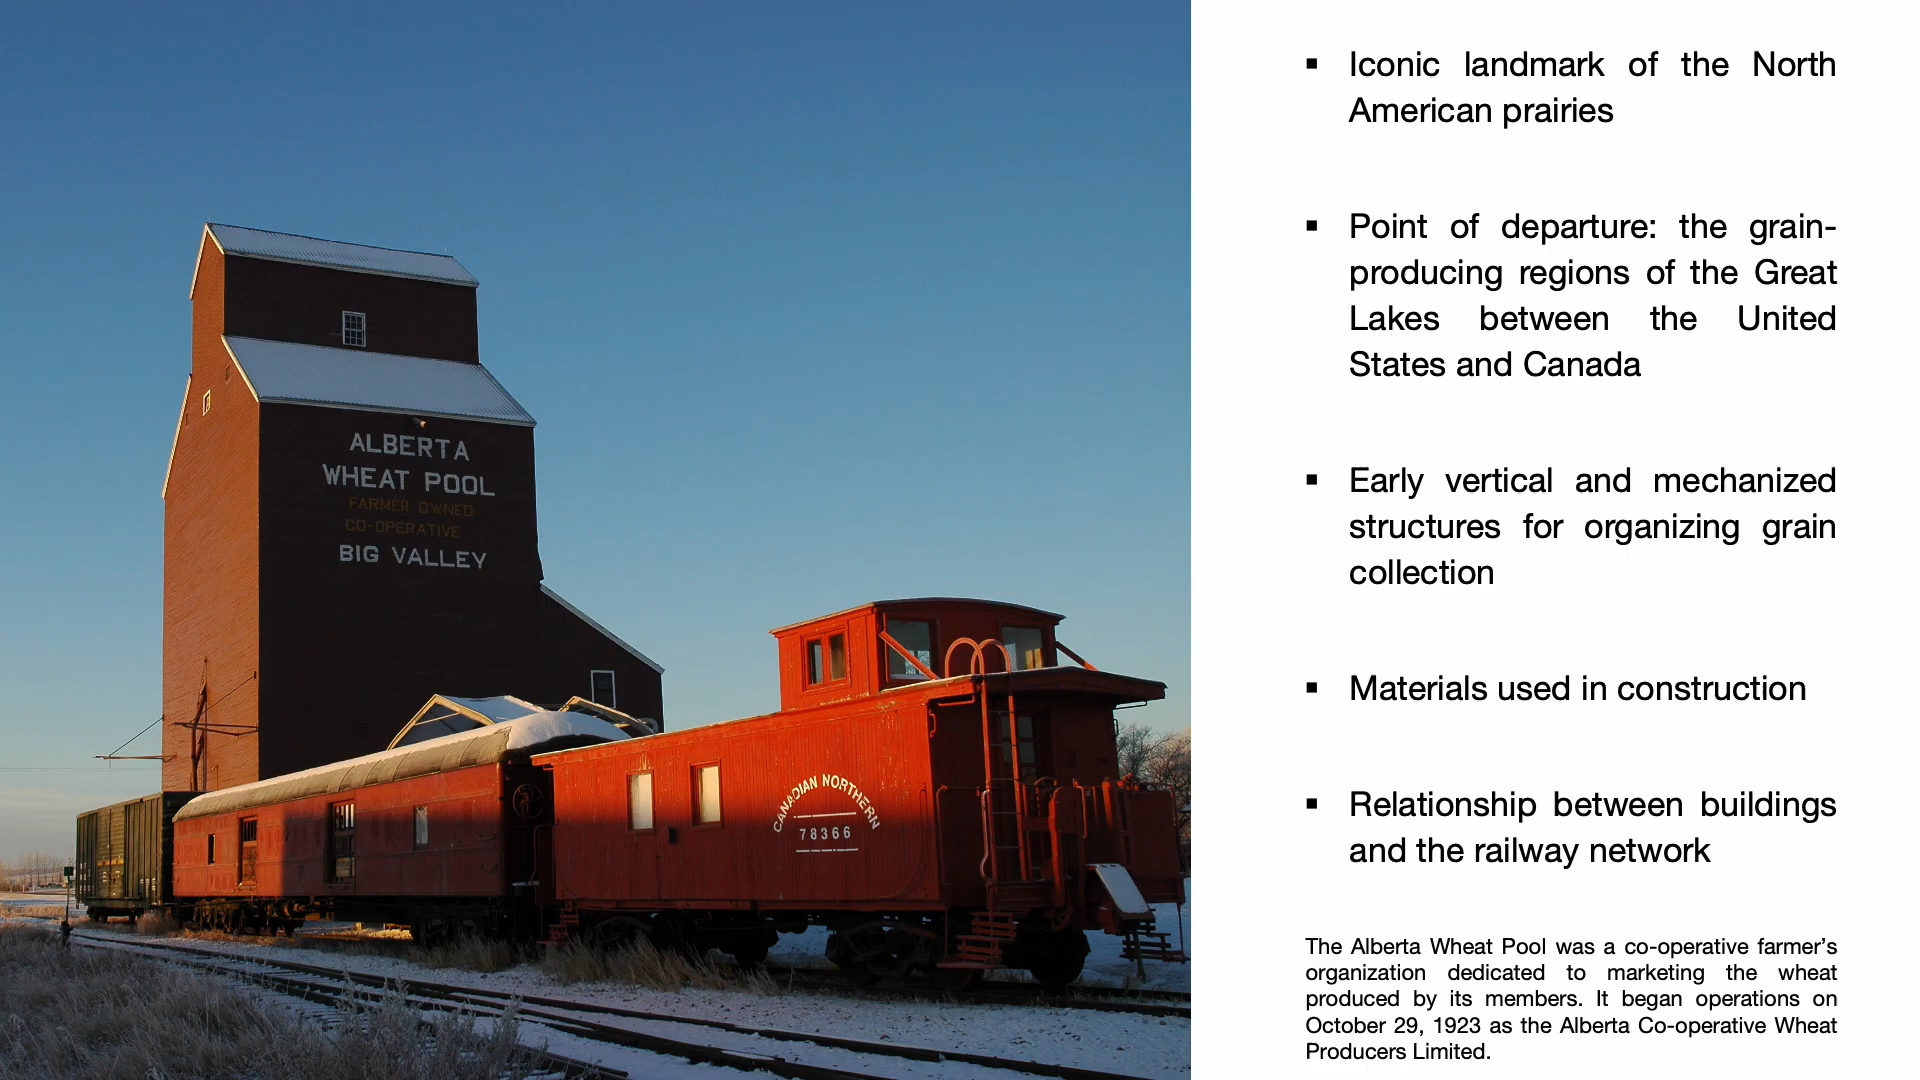 ALBERTA
WHEAT POOL
FARMER OWNED
CO-OPERATIVE
BIG VALLEY
CANADIAN NORTHERN
78366
▪ Iconic landmark of the North
American prairies
▪ Point of departure: the grain-
producing regions of the Great
Lakes between the United
States and Canada
▪ Early vertical and mechanized
structures for organizing grain
collection
▪ Materials used in construction
▪ Relationship between buildings
and the railway network
The Alberta Wheat Pool was a co-operative farmer’s
organization dedicated to marketing the wheat
produced by its members. It began operations on
October 29, 1923 as the Alberta Co-operative Wheat
Producers Limited.